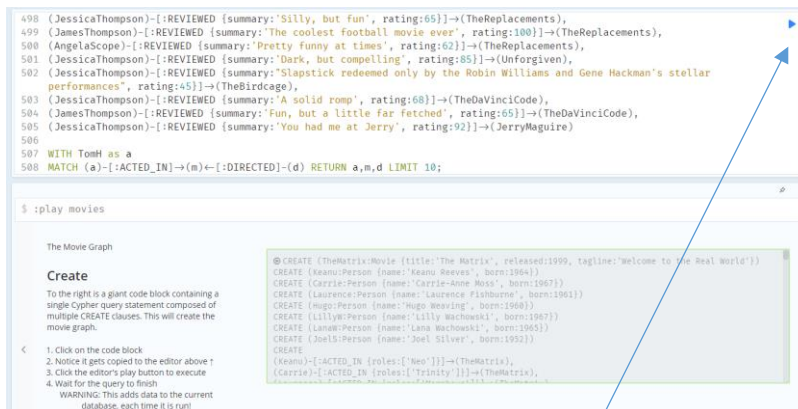 498 (JessicaThompson)-[:REVIEWED {summary:'Silly, but fun', rating:65}]→(TheReplacements),
499 (JamesThompson)-[:REVIEWED {summary:'The coolest football movie ever', rating:100}]→(TheReplacements),
500 (AngelaScope)-[:REVIEWED {summary:'Pretty funny at times', rating:62}]→(TheReplacements),
501 (JessicaThompson)-[:REVIEWED {summary:'Dark, but compelling', rating:85}]→(Unforgiven),
502 (JessicaThompson)-[:REVIEWED {summary:"Slapstick redeemed only by the Robin Williams and Gene Hackman's stellar
performances", rating:45}]→(TheBirdcage),
503 (JessicaThompson)-[:REVIEWED {summary:'A solid romp', rating:68}]→(TheDaVinciCode),
504 (JamesThompson)-[:REVIEWED {summary:'Fun, but a little far fetched', rating:65}]→(TheDaVinciCode),
505 (JessicaThompson)-[:REVIEWED {summary:'You had me at Jerry', rating:92}]→(JerryMaguire)
506
507 WITH TomH as a
508 MATCH (a)-[:ACTED_IN]→(m)←[:DIRECTED]-(d) RETURN a,m,d LIMIT 10;
$ :play movies
The Movie Graph
Create
To the right is a giant code block containing a
single Cypher query statement composed of
multiple CREATE clauses. This will create the
movie graph.
1. Click on the code block
2. Notice it gets copied to the editor above ↑
3. Click the editor's play button to execute
4. Wait for the query to finish
WARNING: This adds data to the current
database, each time it is run!
CREATE (TheMatrix:Movie {title:'The Matrix', released:1999, tagline:'Welcome to the Real World'})
CREATE (Keanu:Person {name:'Keanu Reeves', born:1964})
CREATE (Carrie:Person {name:'Carrie-Anne Moss', born:1967})
CREATE (Laurence:Person {name:'Laurence Fishburne', born:1961})
CREATE (Hugo:Person {name:'Hugo Weaving', born:1960})
CREATE (LillyW:Person {name:'Lilly Wachowski', born:1967})
CREATE (LanaW:Person {name:'Lana Wachowski', born:1965})
CREATE (JoelS:Person {name:'Joel Silver', born:1952})
CREATE
(Keanu)-[:ACTED_IN {roles:['Neo']}]→(TheMatrix),
(Carrie)-[:ACTED_IN {roles:['Trinity']}]→(TheMatrix),